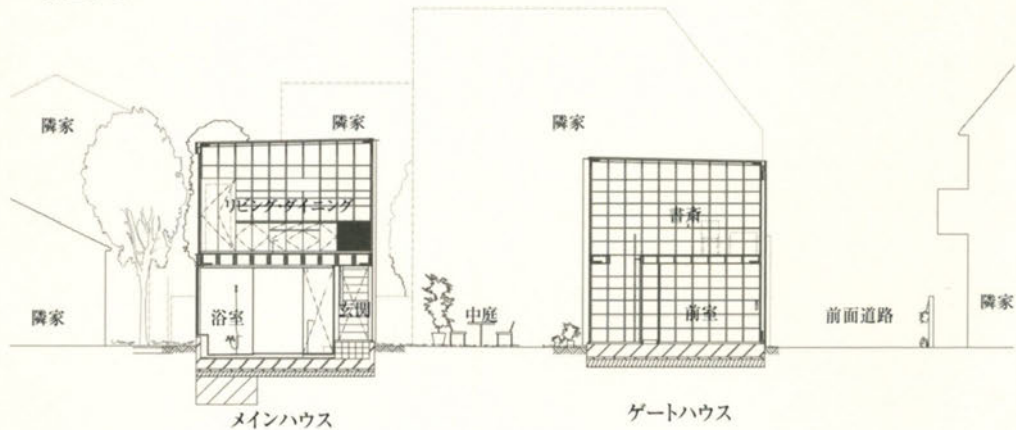 隣家
隣家
隣家
リビング・ダイニング
書斎
隣家
浴室
玄関
中庭
前室
前面道路
隣家
メインハウス
ゲートハウス